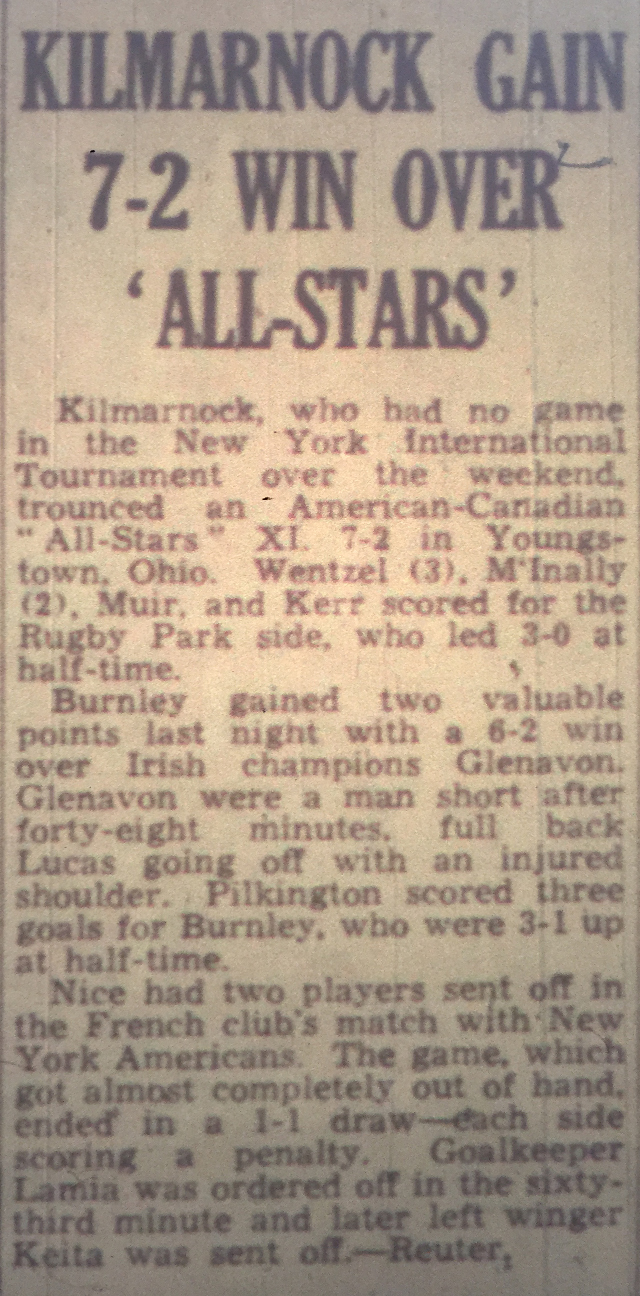 KILMARNOCK GAIN
7-2 WIN OVER
‘ALL-STARS’
Kilmarnock, who had no game
in the New York International
Tournament over the weekend,
trounced an American-Canadian
“All-Stars” XI. 7-2 in Youngs-
town, Ohio. Wentzel (3), M‘Inally
(2), Muir, and Kerr scored for the
Rugby Park side, who led 3-0 at
half-time.
Burnley gained two valuable
points last night with a 6-2 win
over Irish champions Glenavon.
Glenavon were a man short after
forty-eight minutes, full back
Lucas going off with an injured
shoulder. Pilkington scored three
goals for Burnley, who were 3-1 up
at half-time.
Nice had two players sent off in
the French club's match with New
York Americans. The game, which
got almost completely out of hand,
ended in a 1-1 draw—each side
scoring a penalty. Goalkeeper
Lamia was ordered off in the sixty-
third minute and later left winger
Keita was sent off.—Reuter.